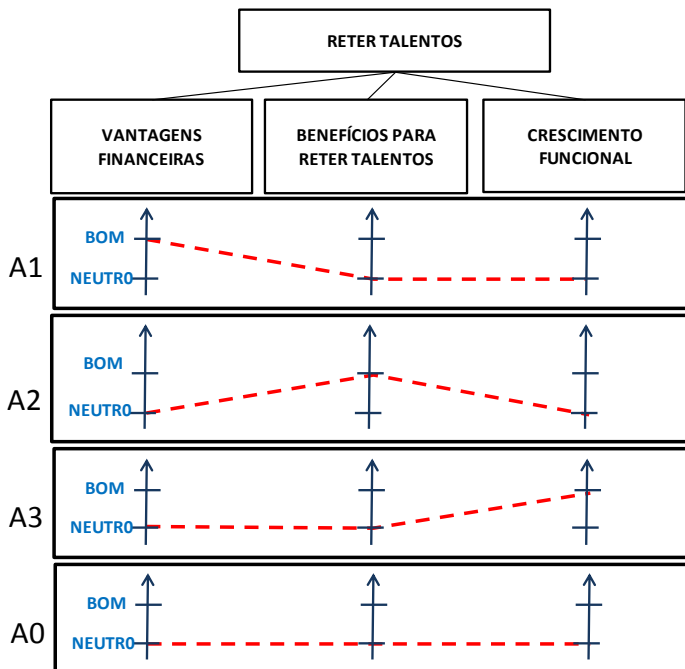 RETER TALENTOS
VANTAGENS
FINANCEIRAS
BENEFÍCIOS PARA
RETER TALENTOS
CRESCIMENTO
FUNCIONAL
A1
BOM
NEUTR0
A2
BOM
NEUTR0
A3
BOM
NEUTR0
A0
BOM
NEUTR0